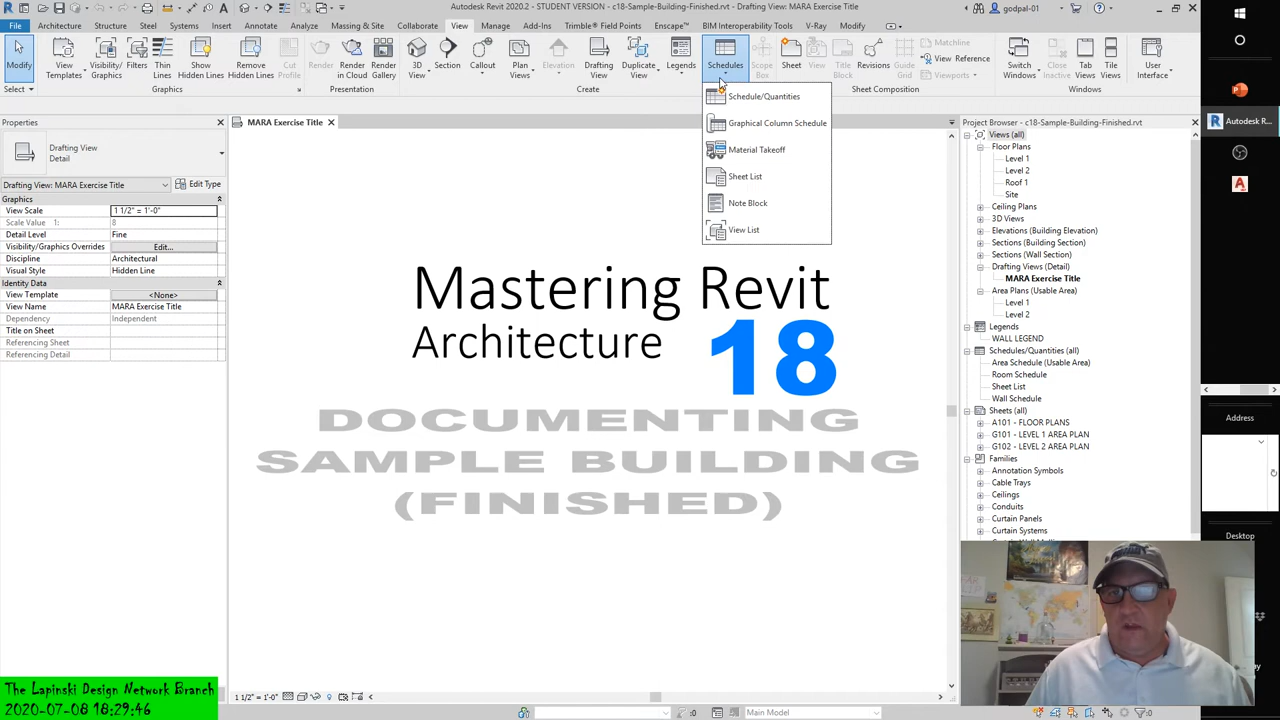 Autodesk Revit 2020.2 - STUDENT VERSION - c18-Sample-Building-Finished.rvt - Drafting View: MARA Exercise Title
godpal-01
File
Architecture
Structure
Steel
Systems
Insert
Annotate
Analyze
Massing & Site
Collaborate
View
Manage
Add-Ins
Trimble® Field Points
Enscape™
BIM Interoperability Tools
V-Ray
Modify
Modify
View Templates
Visibility/ Graphics
Filters
Thin Lines
Show Hidden Lines
Remove Hidden Lines
Cut Profile
Render
Render in Cloud
Render Gallery
3D View
Section
Callout
Plan Views
Elevation
Drafting View
Duplicate View
Legends
Schedules
Scope Box
Sheet
View
Title Block
Revisions
Guide Grid
Matchline
View Reference
Viewports
Switch Windows
Close Inactive
Tab Views
Tile Views
User Interface
Select
Graphics
Presentation
Create
Sheet Composition
Windows
Schedule/Quantities
Graphical Column Schedule
Material Takeoff
Sheet List
Note Block
View List
Properties
Drafting View
Detail
Drafting View: MARA Exercise Title
Edit Type
Graphics
View Scale 1 1/2" = 1'-0"
Scale Value 1: 8
Detail Level Fine
Visibility/Graphics Overrides Edit...
Discipline Architectural
Visual Style Hidden Line
Identity Data
View Template <None>
View Name MARA Exercise Title
Dependency Independent
Title on Sheet
Referencing Sheet
Referencing Detail
MARA Exercise Title
Mastering Revit
Architecture 18
DOCUMENTING
SAMPLE BUILDING
(FINISHED)
Project Browser - c18-Sample-Building-Finished.rvt
Views (all)
Floor Plans
Level 1
Level 2
Roof 1
Site
Ceiling Plans
3D Views
Elevations (Building Elevation)
Sections (Building Section)
Sections (Wall Section)
Drafting Views (Detail)
MARA Exercise Title
Area Plans (Usable Area)
Level 1
Level 2
Legends
WALL LEGEND
Schedules/Quantities (all)
Area Schedule (Usable Area)
Room Schedule
Sheet List
Wall Schedule
Sheets (all)
A101 - FLOOR PLANS
G101 - LEVEL 1 AREA PLAN
G102 - LEVEL 2 AREA PLAN
Families
Annotation Symbols
Cable Trays
Ceilings
Conduits
Curtain Panels
Curtain Systems
Autodesk R...
Address
Desktop
1 1/2" = 1'-0"
:0
Main Model
:0
The Lapinski Design Network Branch
2020-07-08 18:29:46